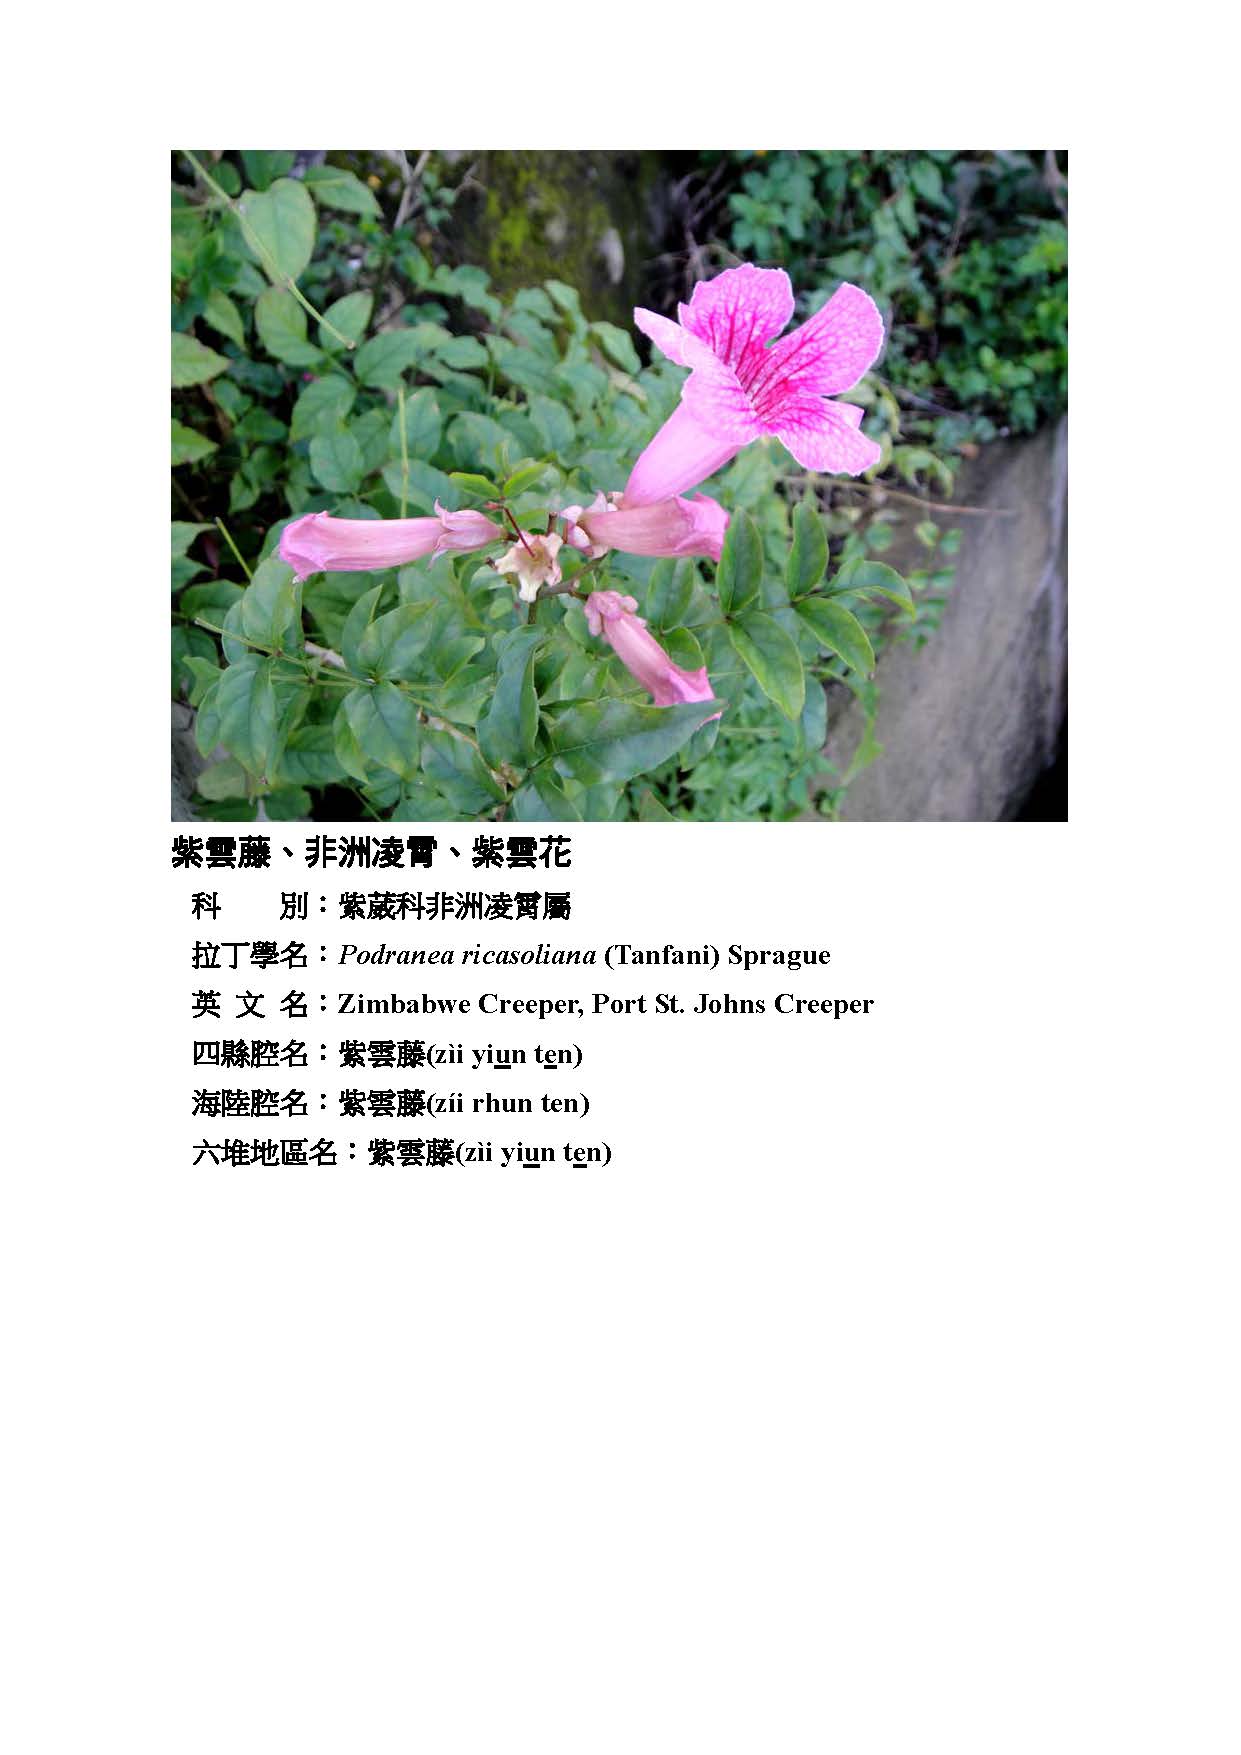 紫雲藤、非洲凌霄、紫雲花
科　　別：紫葳科非洲凌霄屬
拉丁學名：Podranea ricasoliana (Tanfani) Sprague
英 文 名：Zimbabwe Creeper, Port St. Johns Creeper
四縣腔名：紫雲藤(zìi yiun ten)
海陸腔名：紫雲藤(zíi rhun ten)
六堆地區名：紫雲藤(zìi yiun ten)